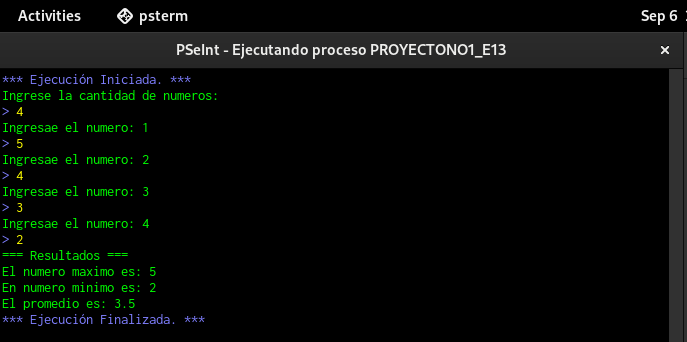 Activities psterm Sep 6
PSeInt - Ejecutando proceso PROYECTONO1_E13 ×
*** Ejecución Iniciada. ***
Ingrese la cantidad de numeros:
> 4
Ingresae el numero: 1
> 5
Ingresae el numero: 2
> 4
Ingresae el numero: 3
> 3
Ingresae el numero: 4
> 2
=== Resultados ===
El numero maximo es: 5
En numero minimo es: 2
El promedio es: 3.5
*** Ejecución Finalizada. ***